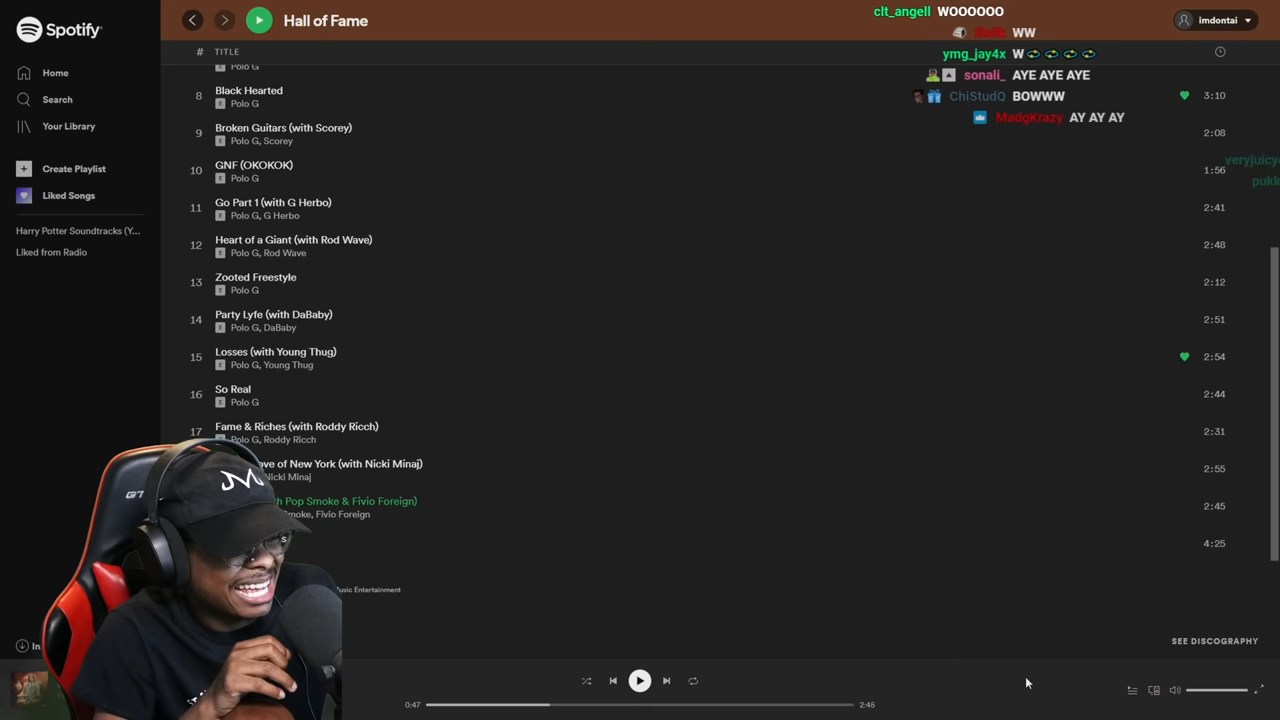 Spotify
Home
Search
Your Library
Create Playlist
Liked Songs
Harry Potter Soundtracks (Y...
Liked from Radio
Hall of Fame
imdontai
clt_angell WOOOOOO
WW
ymg_jay4x W
sonali_ AYE AYE AYE
ChiStudQ BOWWW
MadgKrazy AY AY AY
veryjuicy
pukk
# TITLE
Polo G
8 Black Hearted 3:10
E Polo G
9 Broken Guitars (with Scorey) 2:08
E Polo G, Scorey
10 GNF (OKOKOK) 1:56
E Polo G
11 Go Part 1 (with G Herbo) 2:41
E Polo G, G Herbo
12 Heart of a Giant (with Rod Wave) 2:48
E Polo G, Rod Wave
13 Zooted Freestyle 2:12
E Polo G
14 Party Lyfe (with DaBaby) 2:51
E Polo G, DaBaby
15 Losses (with Young Thug) 2:54
E Polo G, Young Thug
16 So Real 2:44
E Polo G
17 Fame & Riches (with Roddy Ricch) 2:31
Polo G, Roddy Ricch
ove of New York (with Nicki Minaj) 2:55
Nicki Minaj
h Pop Smoke & Fivio Foreign) 2:45
moke, Fivio Foreign
s 4:25
Music Entertainment
SEE DISCOGRAPHY
In
0:47 2:45